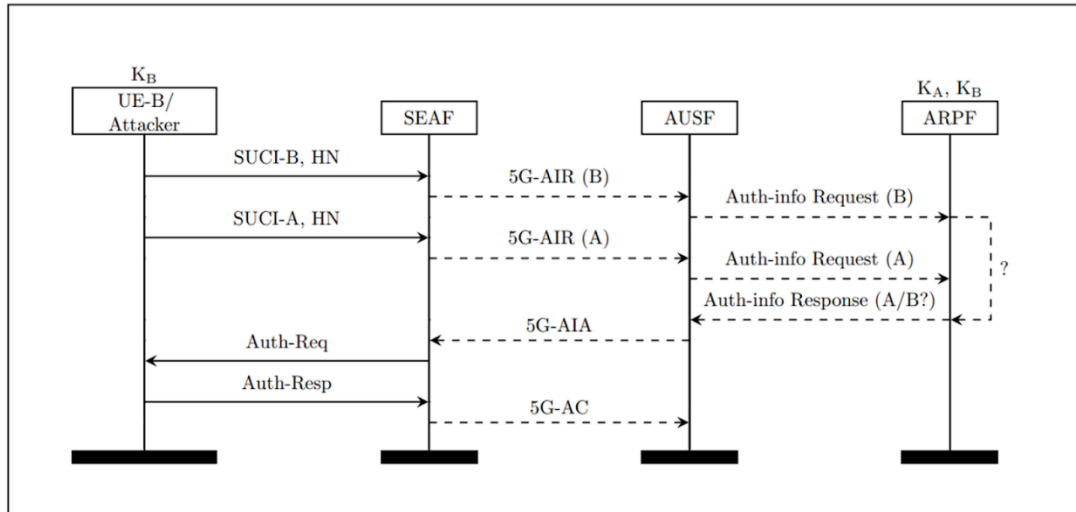 K_B
UE-B/
Attacker
SEAF
AUSF
K_A, K_B
ARPF
SUCI-B, HN
5G-AIR (B)
Auth-info Request (B)
SUCI-A, HN
5G-AIR (A)
Auth-info Request (A)
?
Auth-info Response (A/B?)
5G-AIA
Auth-Req
Auth-Resp
5G-AC